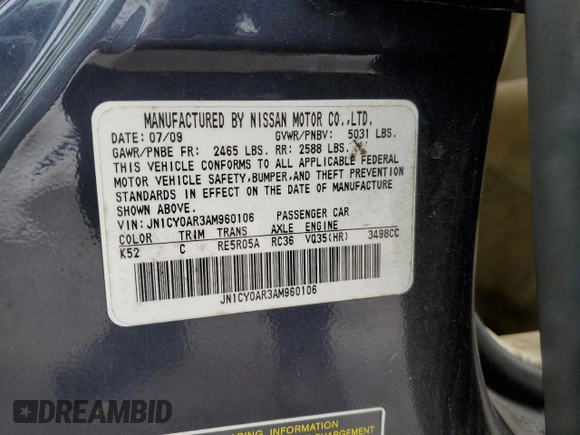 MANUFACTURED BY NISSAN MOTOR CO.,LTD.
DATE: 07/09 GVWR/PNBV: 5031 LBS.
GAWR/PNBE FR: 2465 LBS. RR: 2588 LBS.
THIS VEHICLE CONFORMS TO ALL APPLICABLE FEDERAL
MOTOR VEHICLE SAFETY,BUMPER,AND THEFT PREVENTION
STANDARDS IN EFFECT ON THE DATE OF MANUFACTURE
SHOWN ABOVE.
VIN: JN1CY0AR3AM960106 PASSENGER CAR
COLOR TRIM TRANS AXLE ENGINE
K52 C RE5R05A RC36 VQ35(HR) 3498CC
JN1CY0AR3AM960106
DREAMBID
INFORMATION